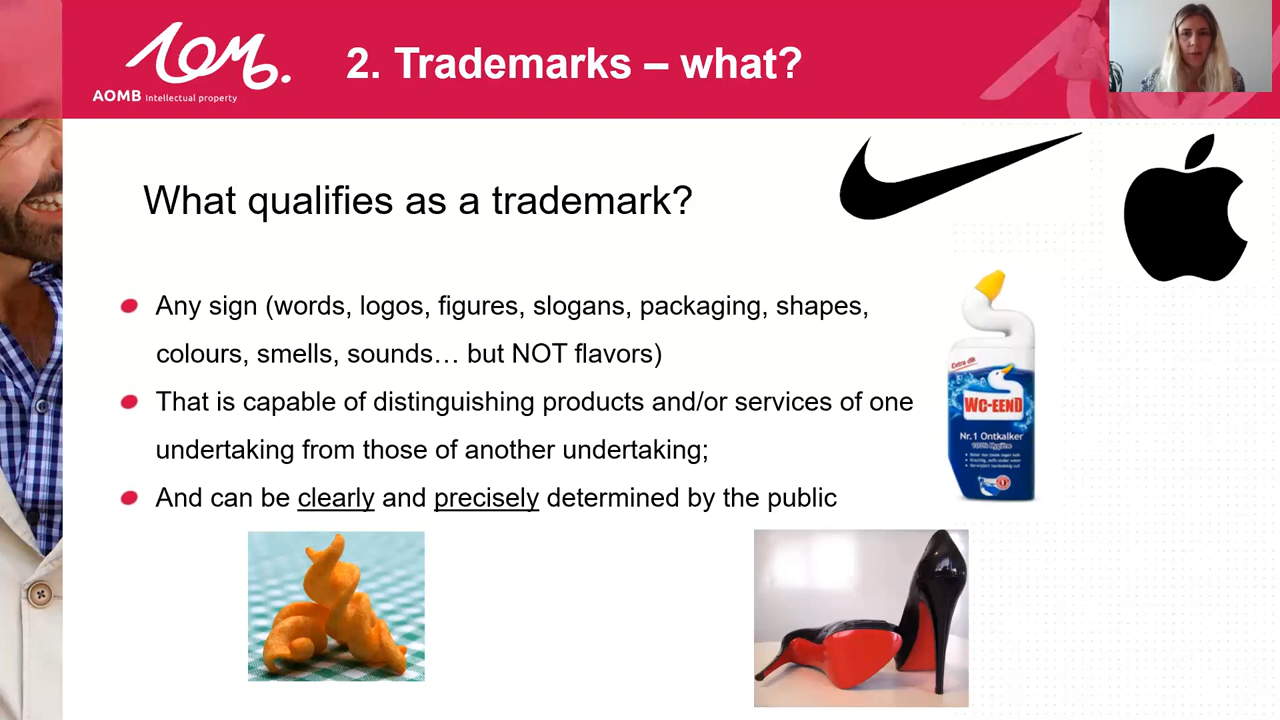 2. Trademarks – what?
AOMB Intellectual property
What qualifies as a trademark?
Any sign (words, logos, figures, slogans, packaging, shapes,
colours, smells, sounds… but NOT flavors)
That is capable of distinguishing products and/or services of one
undertaking from those of another undertaking;
And can be clearly and precisely determined by the public
Extra dik
WC-EEND
Nr.1 Ontkalker
100% Hygiëne